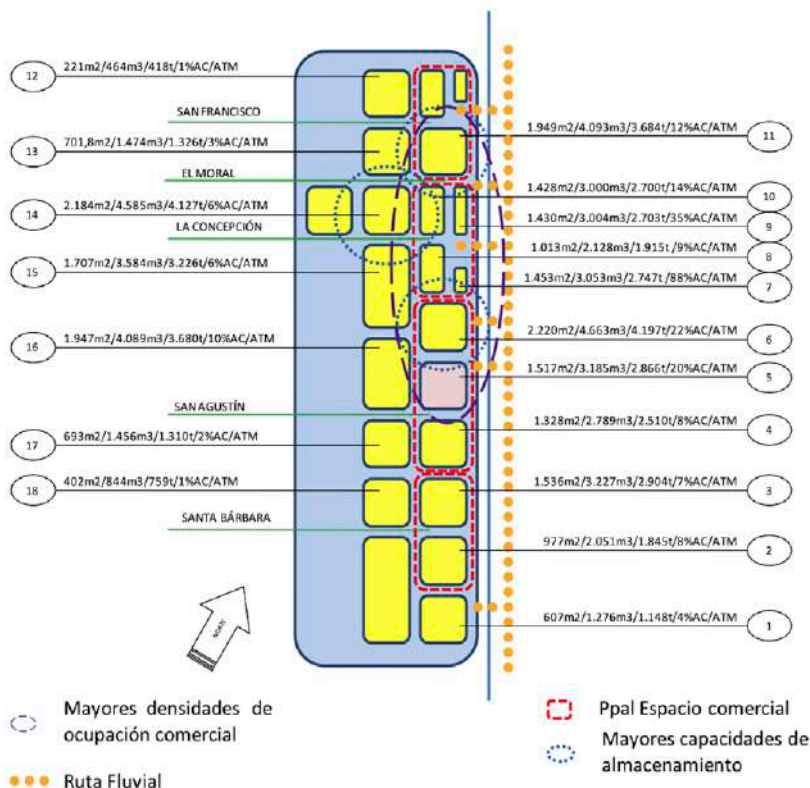 12 221m2/464m3/418t/1%AC/ATM
SAN FRANCISCO
13 701,8m2/1.474m3/1.326t/3%AC/ATM
1.949m2/4.093m3/3.684t/12%AC/ATM 11
EL MORAL
14 2.184m2/4.585m3/4.127t/6%AC/ATM
1.428m2/3.000m3/2.700t/14%AC/ATM 10
LA CONCEPCIÓN
1.430m2/3.004m3/2.703t/35%AC/ATM 9
15 1.707m2/3.584m3/3.226t/6%AC/ATM
1.013m2/2.128m3/1.915t/9%AC/ATM 8
1.453m2/3.053m3/2.747t /88%AC/ATM 7
16 1.947m2/4.089m3/3.680t/10%AC/ATM
2.220m2/4.663m3/4.197t/22%AC/ATM 6
1.517m2/3.185m3/2.866t/20%AC/ATM 5
SAN AGUSTÍN
17 693m2/1.456m3/1.310t/2%AC/ATM
1.328m2/2.789m3/2.510t/8%AC/ATM 4
18 402m2/844m3/759t/1%AC/ATM
1.536m2/3.227m3/2.904t/7%AC/ATM 3
SANTA BÁRBARA
977m2/2.051m3/1.845t/8%AC/ATM 2
607m2/1.276m3/1.148t/4%AC/ATM 1
NORTE
Mayores densidades de
ocupación comercial
Ruta Fluvial
Ppal Espacio comercial
Mayores capacidades de
almacenamiento